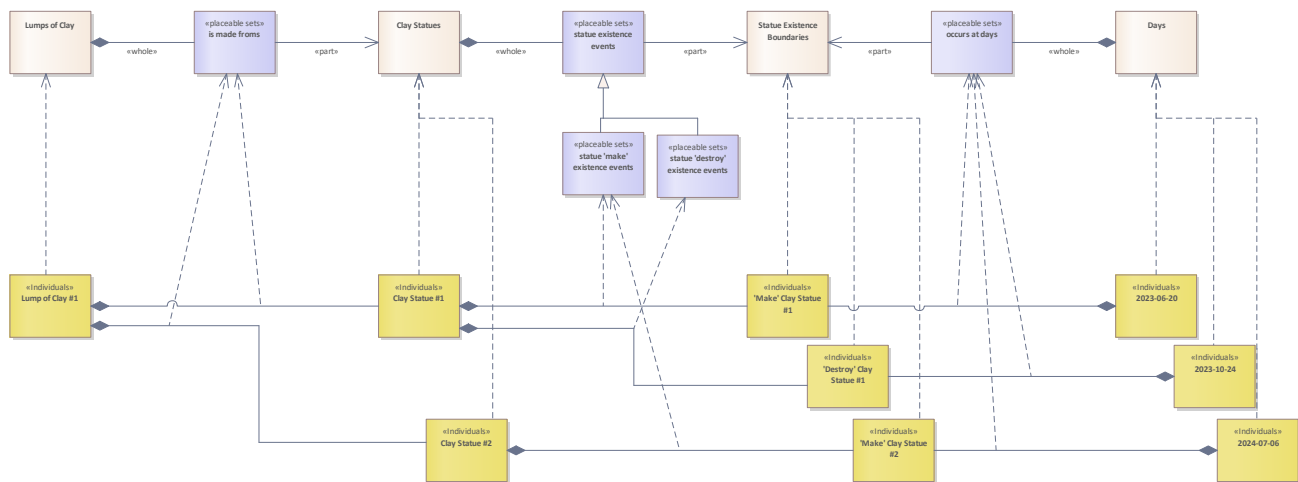 Lumps of Clay
«placeable sets»
is made froms
Clay Statues
«placeable sets»
statue existence
events
Statue Existence
Boundaries
«placeable sets»
occurs at days
Days
«whole»
«part»
«whole»
«part»
«part»
«whole»
«placeable sets»
statue 'make'
existence events
«placeable sets»
statue 'destroy'
existence events
«Individuals»
Lump of Clay #1
«Individuals»
Clay Statue #1
«Individuals»
'Make' Clay Statue
#1
«Individuals»
2023-06-20
«Individuals»
'Destroy' Clay
Statue #1
«Individuals»
2023-10-24
«Individuals»
Clay Statue #2
«Individuals»
'Make' Clay Statue
#2
«Individuals»
2024-07-06